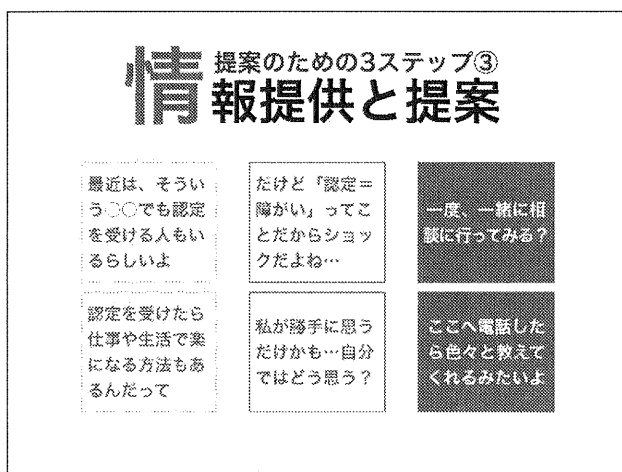 提案のための3ステップ③
情報提供と提案
最近は、そうい
う○○でも認定
を受ける人もい
るらしいよ
だけど「認定=
障がい」ってこ
とだからショッ
クだよね…
一度、一緒に相
談に行ってみる?
認定を受けたら
仕事や生活で楽
になる方法もあ
るんだって
私が勝手に思う
だけかも…自分
ではどう思う?
ここへ電話した
ら色々と教えて
くれるみたいよ